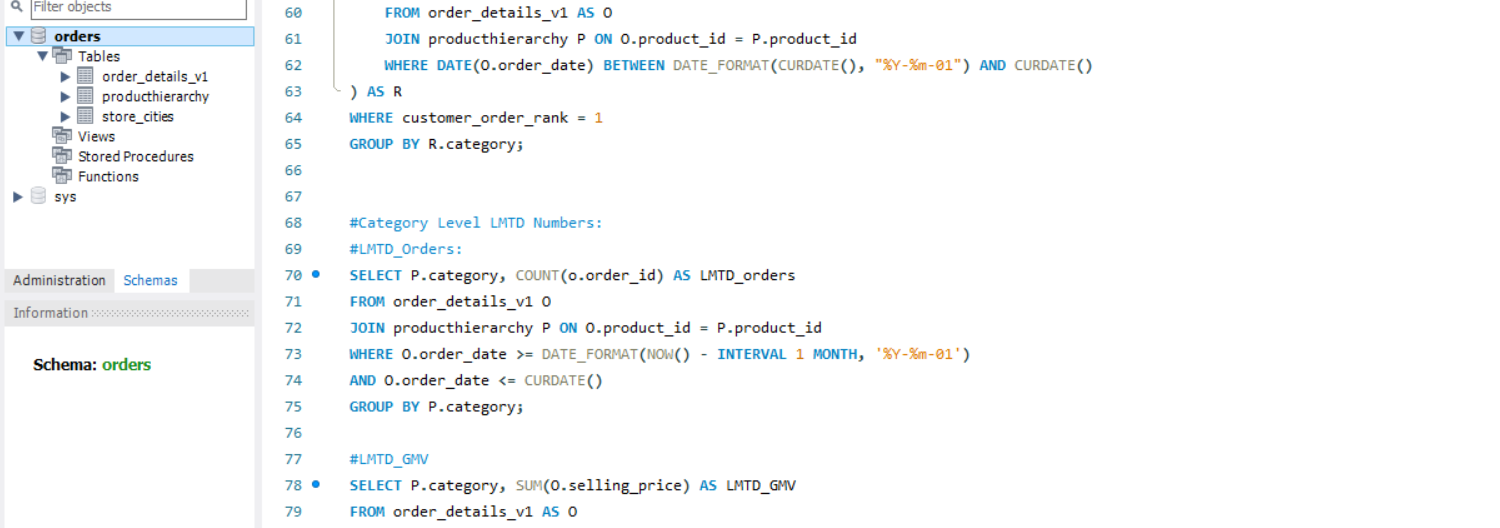 Filter objects
orders
Tables
order_details_v1
producthierarchy
store_cities
Views
Stored Procedures
Functions
sys
Administration Schemas
Information
Schema: orders
60 FROM order_details_v1 AS O
61 JOIN producthierarchy P ON O.product_id = P.product_id
62 WHERE DATE(O.order_date) BETWEEN DATE_FORMAT(CURDATE(), "%Y-%m-01") AND CURDATE()
63 ) AS R
64 WHERE customer_order_rank = 1
65 GROUP BY R.category;
66
67
68 #Category Level LMTD Numbers:
69 #LMTD_Orders:
70 SELECT P.category, COUNT(o.order_id) AS LMTD_orders
71 FROM order_details_v1 O
72 JOIN producthierarchy P ON O.product_id = P.product_id
73 WHERE O.order_date >= DATE_FORMAT(NOW() - INTERVAL 1 MONTH, '%Y-%m-01')
74 AND O.order_date <= CURDATE()
75 GROUP BY P.category;
76
77 #LMTD_GMV
78 SELECT P.category, SUM(O.selling_price) AS LMTD_GMV
79 FROM order_details_v1 AS O